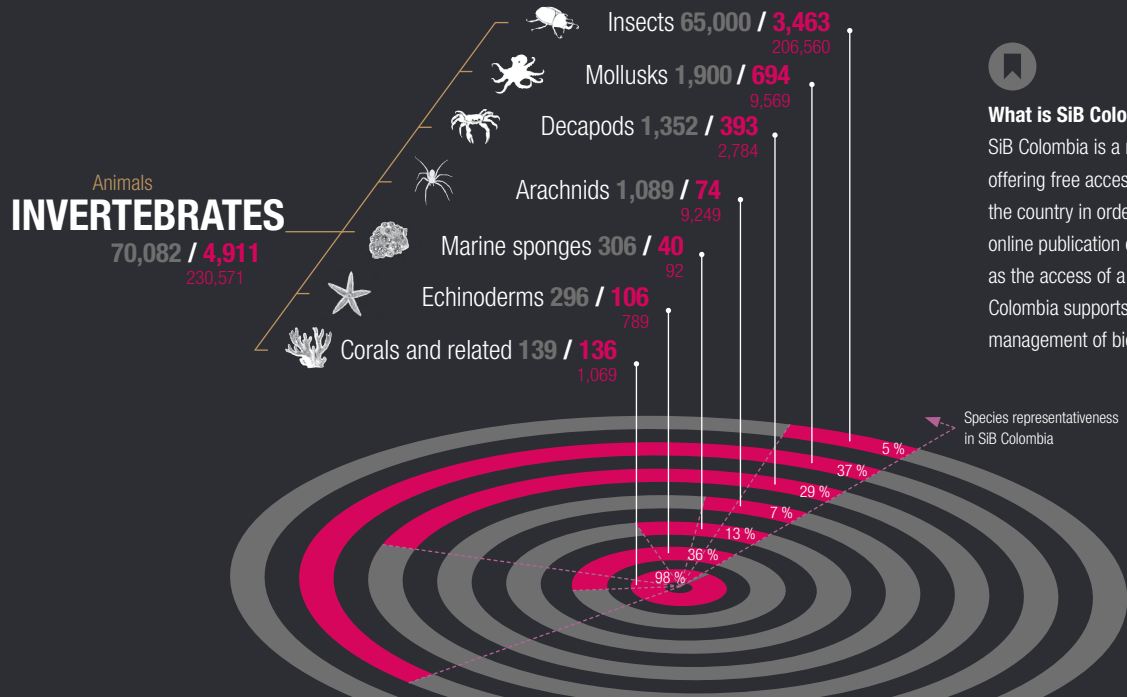 Insects 65,000 / 3,463
206,560
Mollusks 1,900 / 694
9,569
Decapods 1,352 / 393
2,784
Arachnids 1,089 / 74
9,249
Marine sponges 306 / 40
92
Echinoderms 296 / 106
789
Corals and related 139 / 136
1,069
Animals
INVERTEBRATES
70,082 / 4,911
230,571
What is SiB Colo
SiB Colombia is a
offering free acces
the country in orde
online publication
as the access of a
Colombia supports
management of bio
Species representativeness
in SiB Colombia
5 %
37 %
29 %
7 %
13 %
36 %
98 %